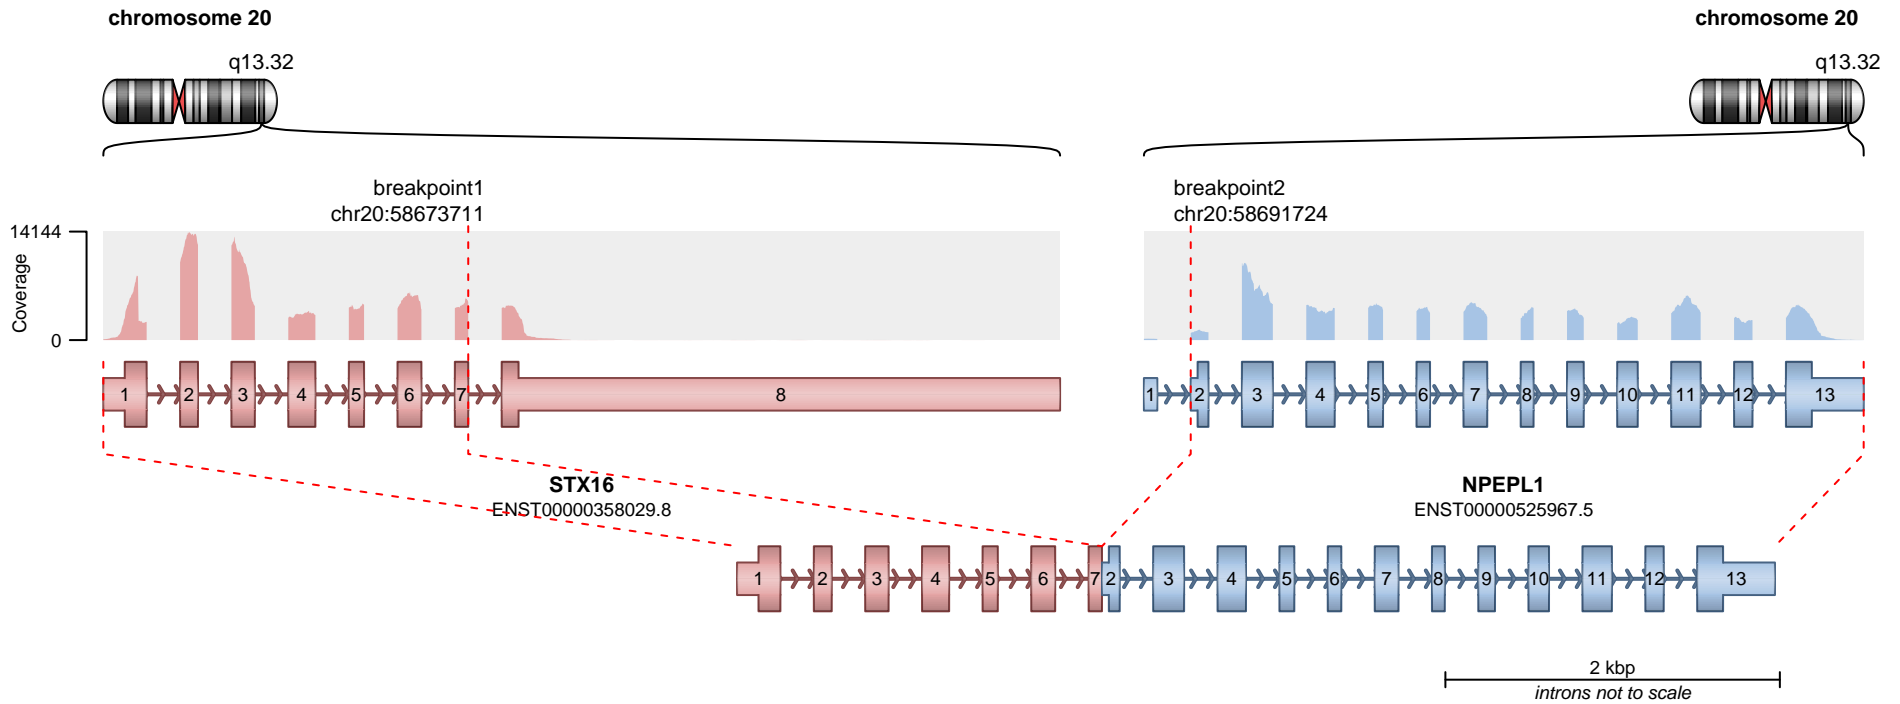 chromosome 20
chromosome 20
q13.32
q13.32
breakpoint1
chr20:58673711
breakpoint2
chr20:58691724
14144
Coverage
0
1 2 3 4 5 6 7 8
1 2 3 4 5 6 7 8 9 10 11 12 13
STX16
ENST00000358029.8
NPEPL1
ENST00000525967.5
1 2 3 4 5 6 7 2 3 4 5 6 7 8 9 10 11 12 13
2 kbp
introns not to scale